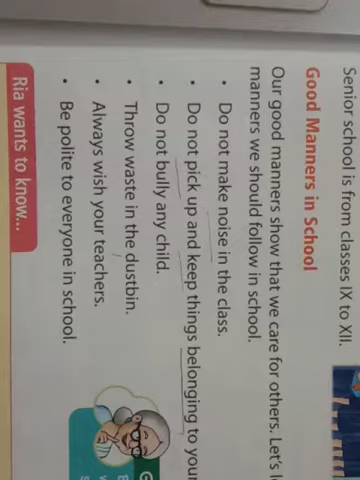 Senior school is from classes IX to XII.
Good Manners in School
Our good manners show that we care for others. Let's
manners we should follow in school.
• Do not make noise in the class.
• Do not pick up and keep things belonging to your
• Do not bully any child.
• Throw waste in the dustbin.
• Always wish your teachers.
• Be polite to everyone in school.
Ria wants to know...